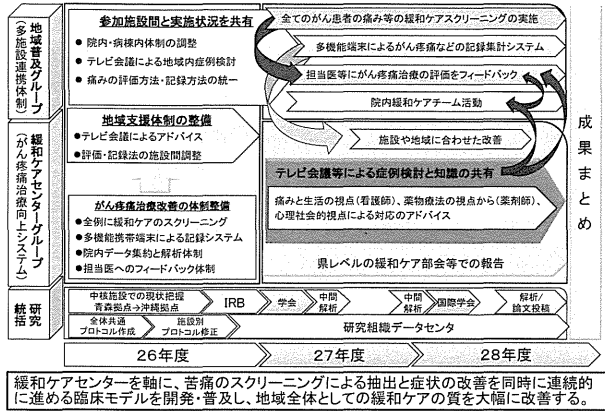 地域普及グループ
(多施設連携体制)
参加施設間と実施状況を共有
● 院内・病棟内体制の調整
● テレビ会議による地域内症例検討
● 痛みの評価方法・記録方法の統一
全てのがん患者の痛み等の緩和ケアスクリーニングの実施
多機能端末によるがん疼痛などの記録集計システム
担当医等にがん疼痛治療の評価をフィードバック
院内緩和ケアチーム活動
緩和ケアセンターグループ
(がん疼痛治療向上システム)
地域支援体制の整備
●テレビ会議によるアドバイス
●評価・記録法の施設間調整
施設や地域に合わせた改善
テレビ会議等による症例検討と知識の共有
痛みと生活の視点(看護師)、薬物療法の視点から(薬剤師)、
心理社会的視点による対応のアドバイス
がん疼痛治療改善の体制整備
●全例に緩和ケアのスクリーニング
●多機能携帯端末による記録システム
●院内データ集約と解析体制
●担当医へのフィードバック体制
県レベルの緩和ケア部会等での報告
成果まとめ
研究
統括
中核施設での現状把握
青森拠点→沖縄拠点
IRB
学会
中間
解析
中間
解析
国際学会
解析/
論文投稿
全体共通
プロトコル作成
施設別
プロトコル修正
研究組織データセンタ
26年度
27年度
28年度
緩和ケアセンターを軸に、苦痛のスクリーニングによる抽出と症状の改善を同時に連続的
に進める臨床モデルを開発・普及し、地域全体としての緩和ケアの質を大幅に改善する。